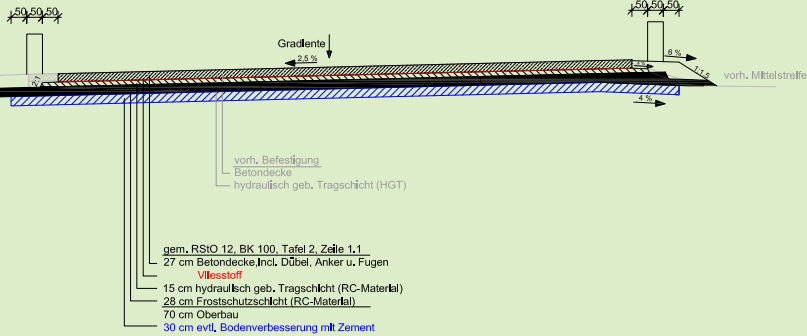 50 50 50
50 50 50
Gradiente
2,5 %
6 %
2:1
1:1,5
vorh. Mittelstreife
4 %
vorh. Befestigung
Betondecke
hydraulisch geb. Tragschicht (HGT)
gem. RStO 12, BK 100, Tafel 2, Zeile 1.1
27 cm Betondecke,incl. Dübel, Anker u. Fugen
Vliesstoff
15 cm hydraulisch geb. Tragschicht (RC-Material)
28 cm Frostschutzschicht (RC-Material)
70 cm Oberbau
30 cm evtl. Bodenverbesserung mit Zement